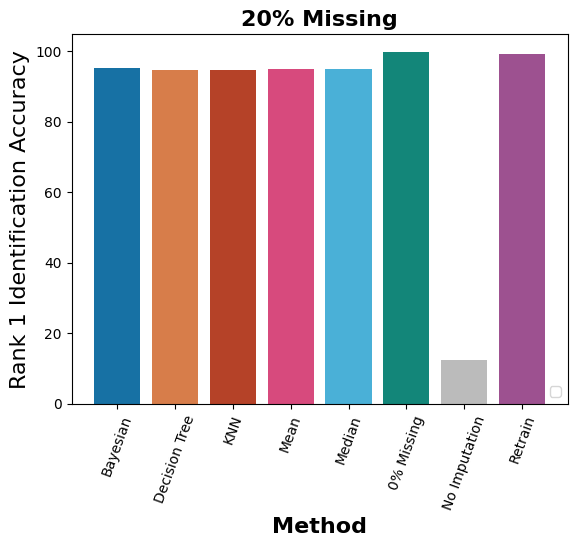 20% Missing
Rank 1 Identification Accuracy
100
80
60
40
20
0
Bayesian
Decision Tree
KNN
Mean
Median
0% Missing
No Imputation
Retrain
Method